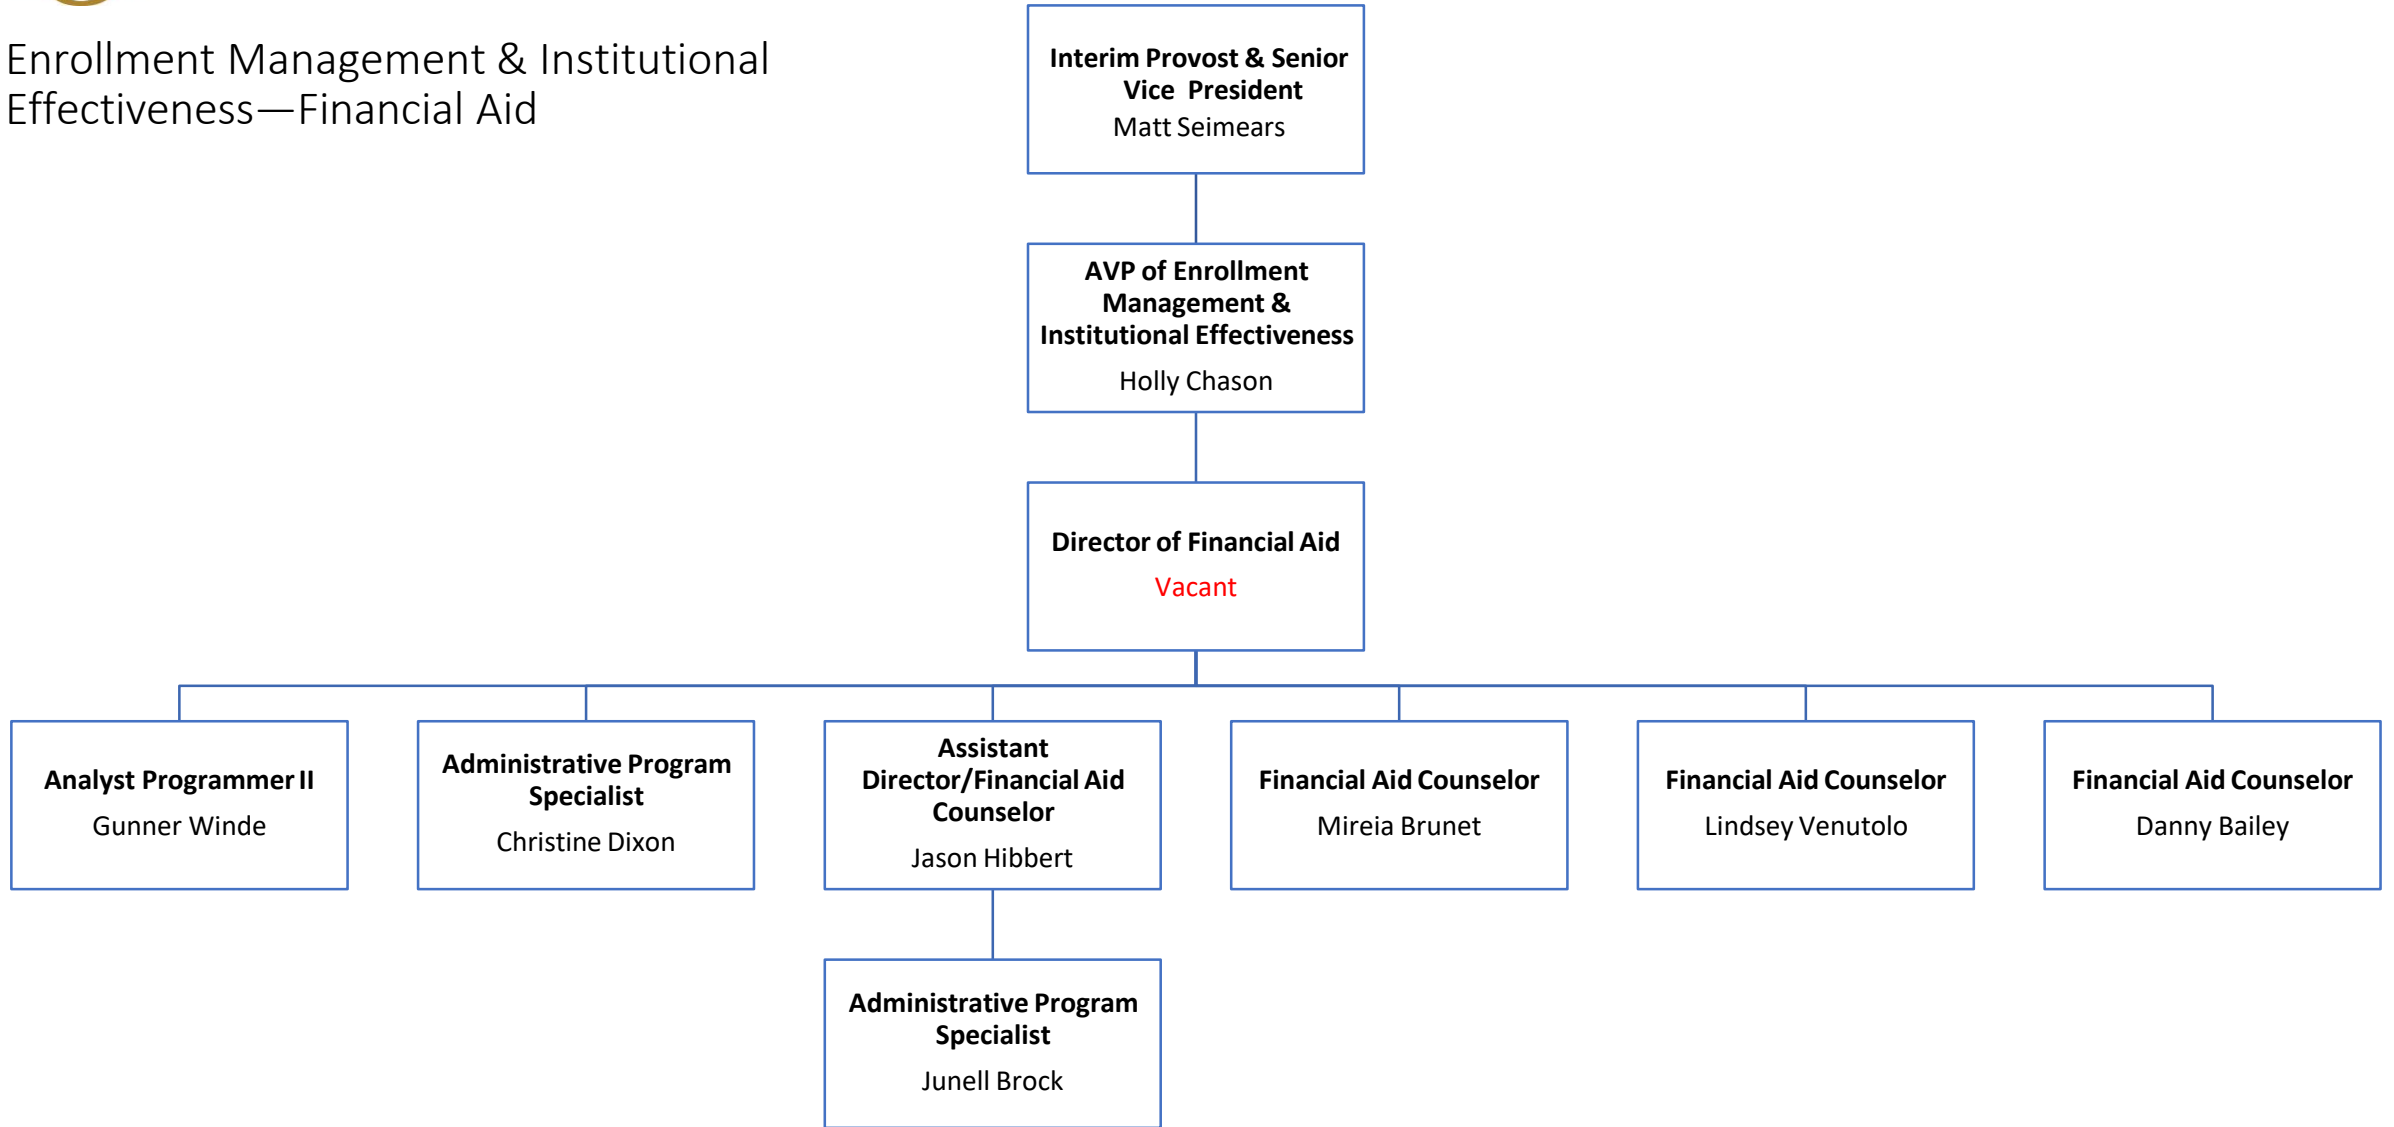 Enrollment Management & Institutional
Effectiveness—Financial Aid
Interim Provost & Senior
Vice President
Matt Seimears
AVP of Enrollment
Management &
Institutional Effectiveness
Holly Chason
Director of Financial Aid
Vacant
Analyst Programmer II
Gunner Winde
Administrative Program
Specialist
Christine Dixon
Assistant
Director/Financial Aid
Counselor
Jason Hibbert
Financial Aid Counselor
Mireia Brunet
Financial Aid Counselor
Lindsey Venutolo
Financial Aid Counselor
Danny Bailey
Administrative Program
Specialist
Junell Brock